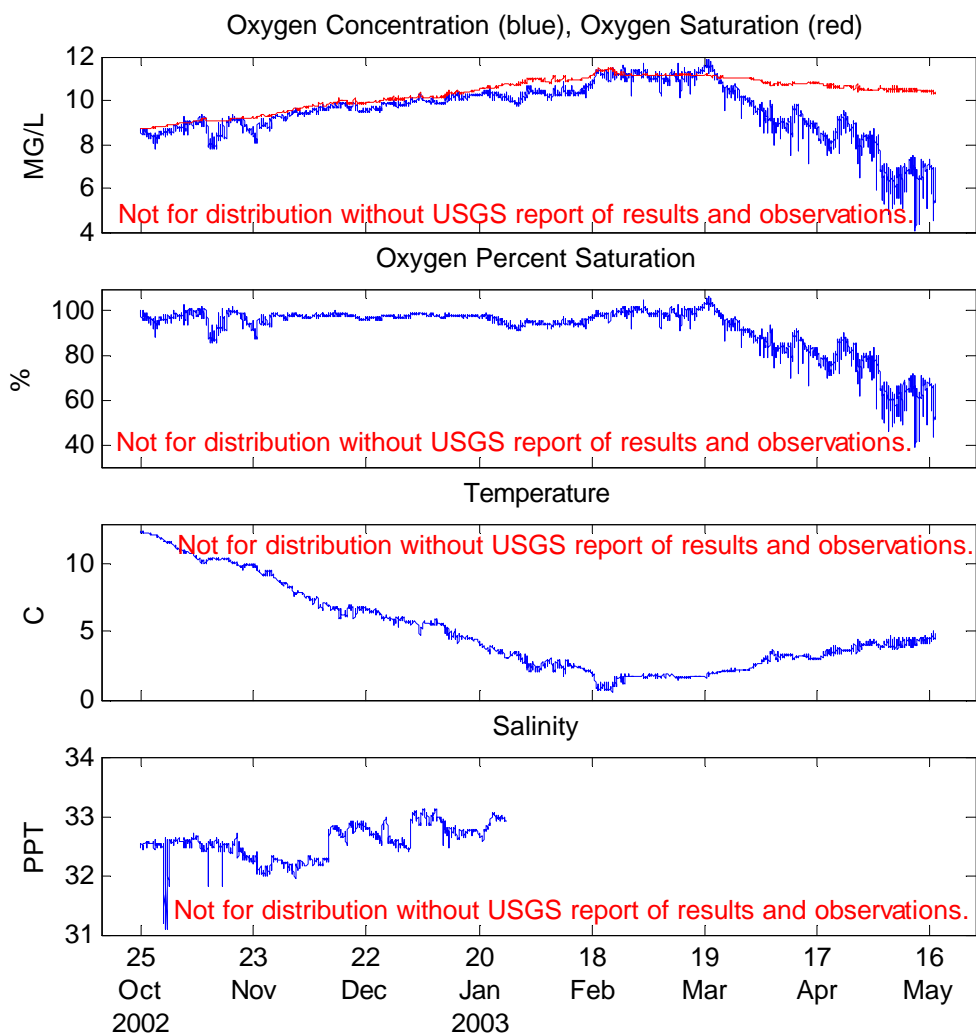 Oxygen Concentration (blue), Oxygen Saturation (red)
12
10
8
6
4
MG/L
Not for distribution without USGS report of results and observations.
Oxygen Percent Saturation
100
80
60
40
%
Not for distribution without USGS report of results and observations.
Temperature
10
5
0
C
Not for distribution without USGS report of results and observations.
Salinity
34
33
32
31
PPT
Not for distribution without USGS report of results and observations.
25 23 22 20 18 19 17 16
Oct Nov Dec Jan Feb Mar Apr May
2002 2003